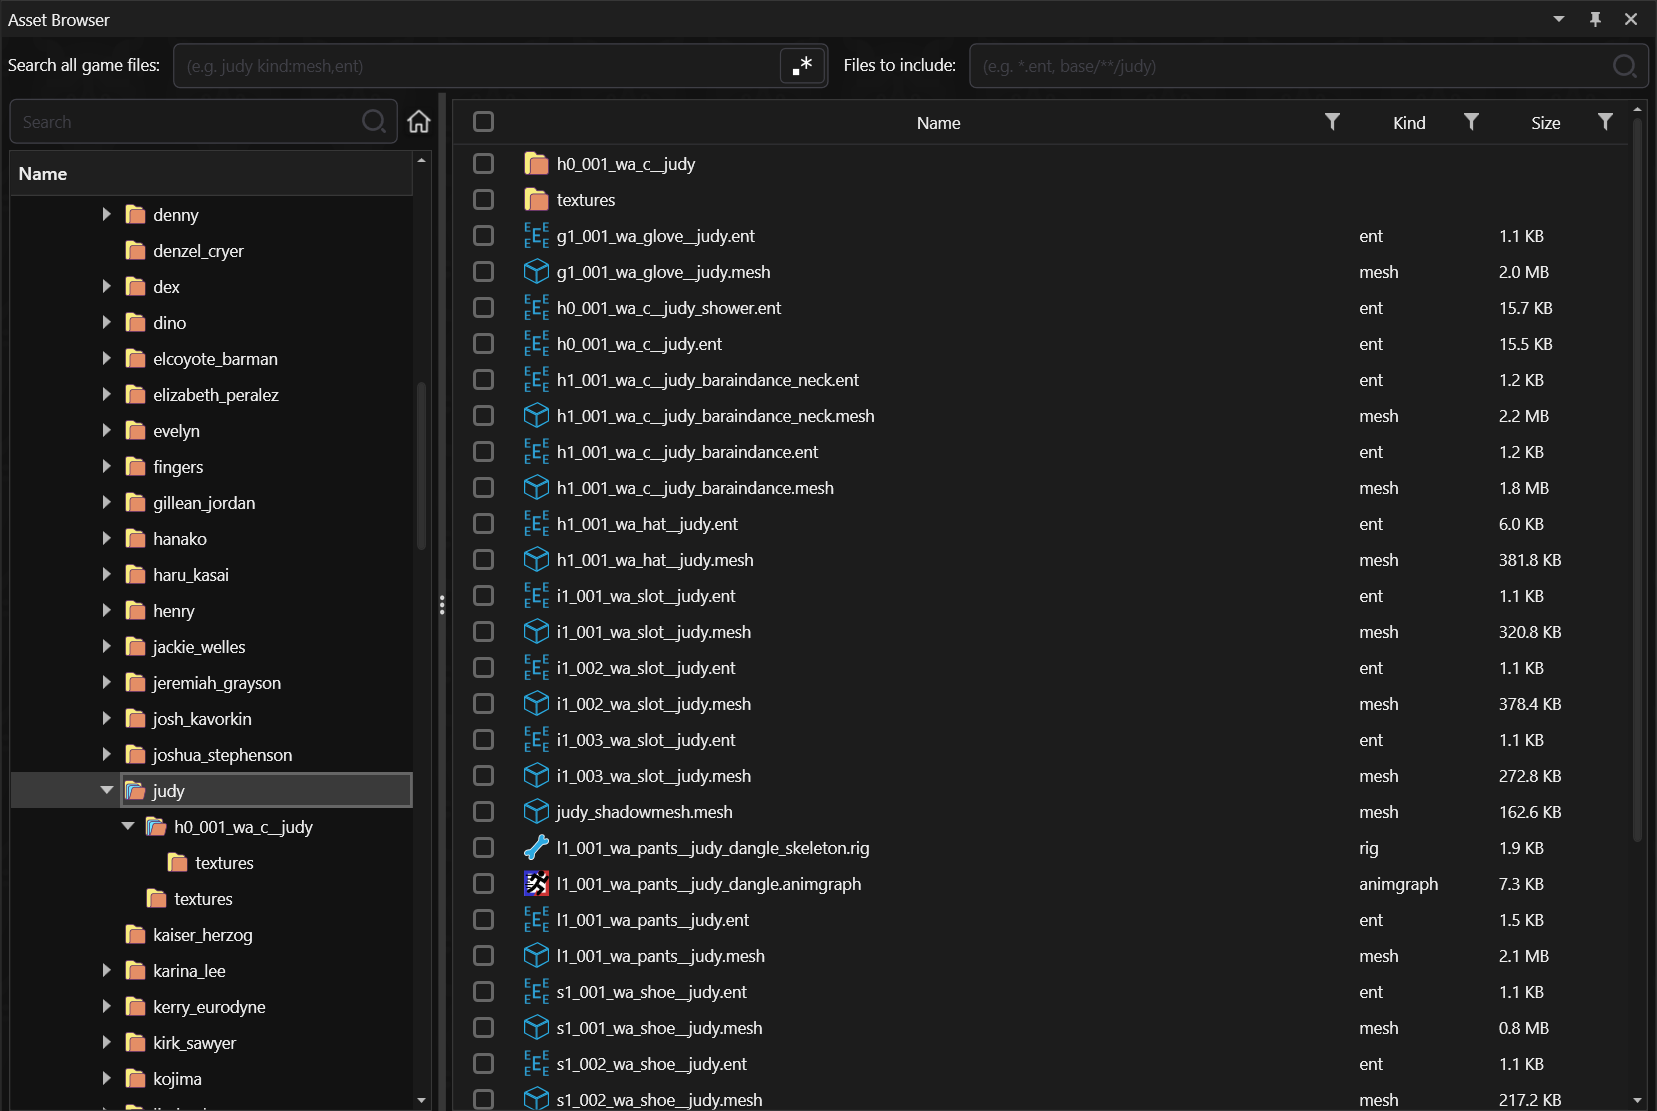 Asset Browser
Search all game files: (e.g. judy kind:mesh,ent) .* Files to include: (e.g. *.ent, base/**/judy)
Search
Name
denny
denzel_cryer
dex
dino
elcoyote_barman
elizabeth_peralez
evelyn
fingers
gillean_jordan
hanako
haru_kasai
henry
jackie_welles
jeremiah_grayson
josh_kavorkin
joshua_stephenson
judy
h0_001_wa_c__judy
textures
textures
kaiser_herzog
karina_lee
kerry_eurodyne
kirk_sawyer
kojima
Name Kind Size
h0_001_wa_c__judy
textures
g1_001_wa_glove__judy.ent ent 1.1 KB
g1_001_wa_glove__judy.mesh mesh 2.0 MB
h0_001_wa_c__judy_shower.ent ent 15.7 KB
h0_001_wa_c__judy.ent ent 15.5 KB
h1_001_wa_c__judy_baraindance_neck.ent ent 1.2 KB
h1_001_wa_c__judy_baraindance_neck.mesh mesh 2.2 MB
h1_001_wa_c__judy_baraindance.ent ent 1.2 KB
h1_001_wa_c__judy_baraindance.mesh mesh 1.8 MB
h1_001_wa_hat__judy.ent ent 6.0 KB
h1_001_wa_hat__judy.mesh mesh 381.8 KB
i1_001_wa_slot__judy.ent ent 1.1 KB
i1_001_wa_slot__judy.mesh mesh 320.8 KB
i1_002_wa_slot__judy.ent ent 1.1 KB
i1_002_wa_slot__judy.mesh mesh 378.4 KB
i1_003_wa_slot__judy.ent ent 1.1 KB
i1_003_wa_slot__judy.mesh mesh 272.8 KB
judy_shadowmesh.mesh mesh 162.6 KB
l1_001_wa_pants__judy_dangle_skeleton.rig rig 1.9 KB
l1_001_wa_pants__judy_dangle.animgraph animgraph 7.3 KB
l1_001_wa_pants__judy.ent ent 1.5 KB
l1_001_wa_pants__judy.mesh mesh 2.1 MB
s1_001_wa_shoe__judy.ent ent 1.1 KB
s1_001_wa_shoe__judy.mesh mesh 0.8 MB
s1_002_wa_shoe__judy.ent ent 1.1 KB
s1_002_wa_shoe__judy.mesh mesh 217.2 KB